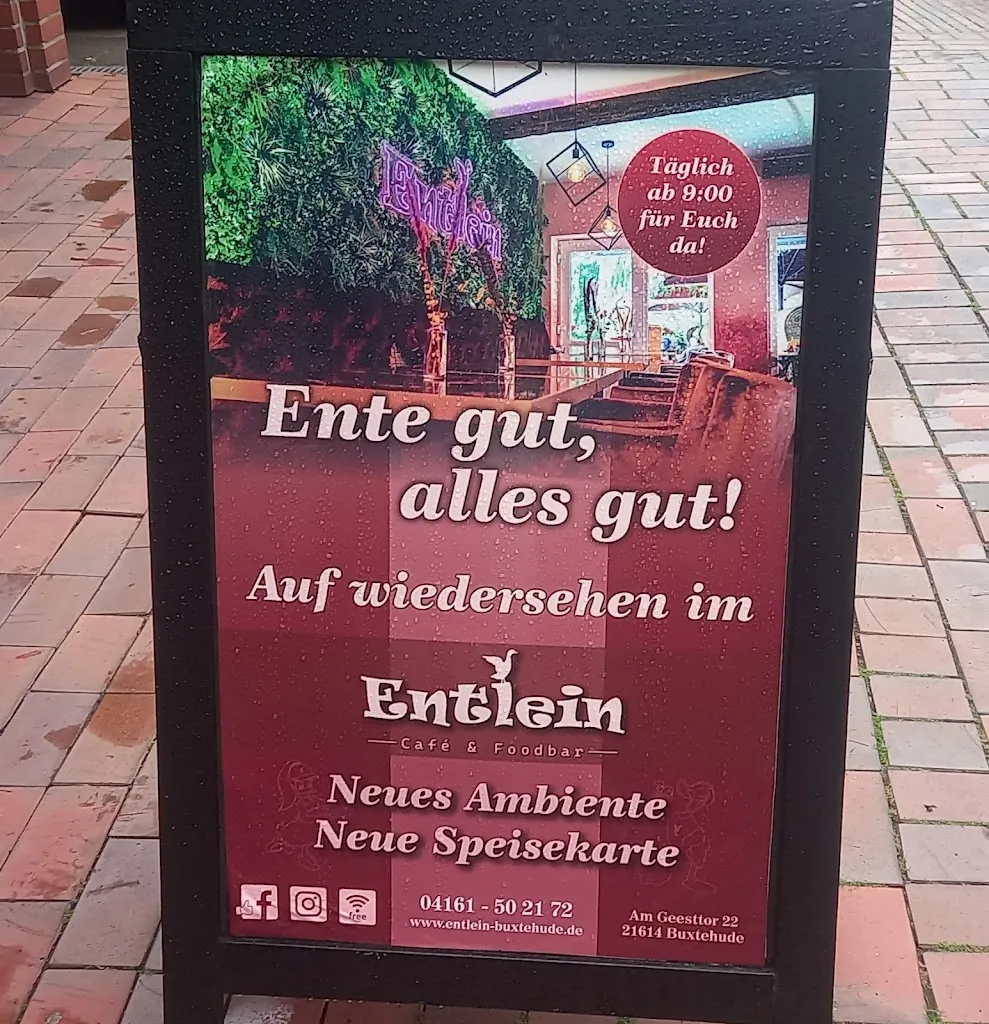 Entlein
Täglich
ab 9:00
für Euch
da!
Ente gut,
alles gut!
Auf wiedersehen im
Entlein
Café & Foodbar
Neues Ambiente
Neue Speisekarte
f
free
04161 - 50 21 72
www.entlein-buxtehude.de
Am Geesttor 22
21614 Buxtehude